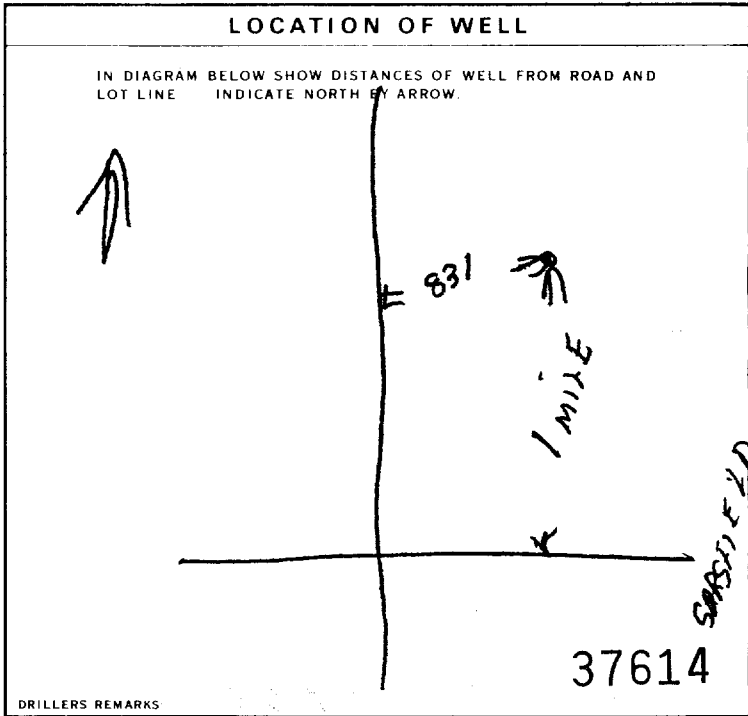 LOCATION OF WELL
IN DIAGRAM BELOW SHOW DISTANCES OF WELL FROM ROAD AND
LOT LINE INDICATE NORTH BY ARROW.
831
1 MILE
37614
DRILLERS REMARKS